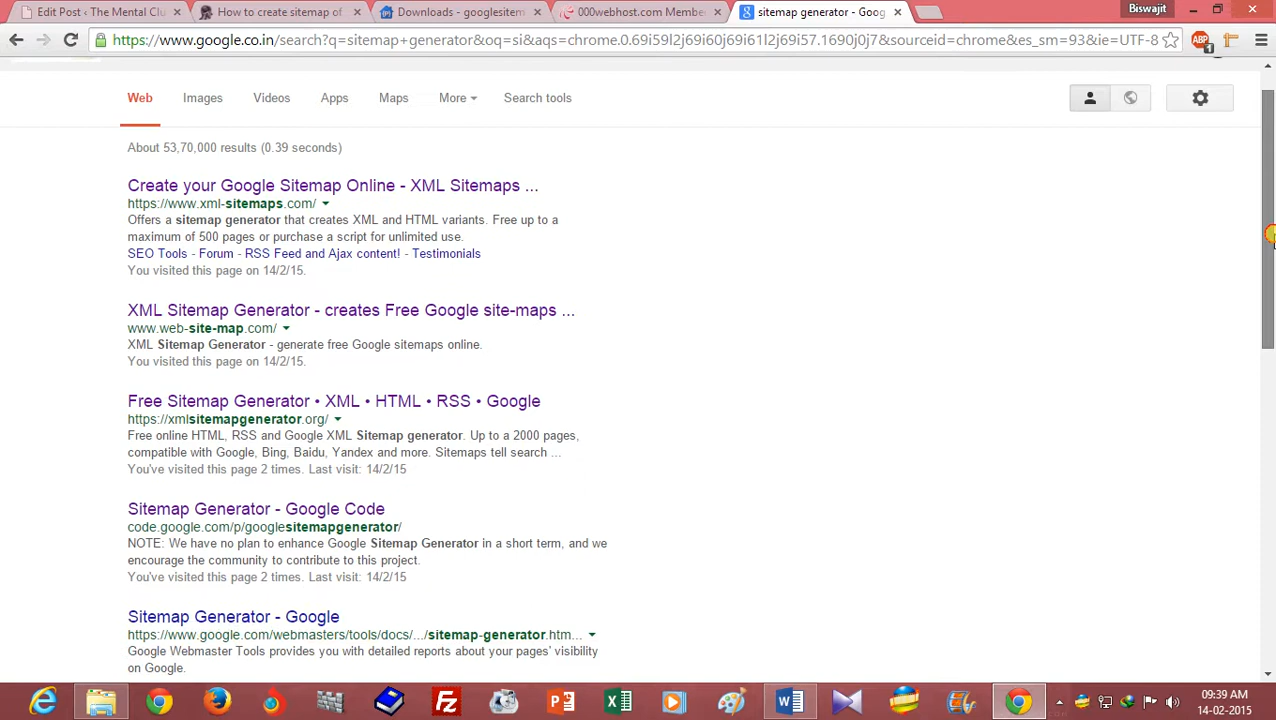 Edit Post ‹ The Mental Clu
How to create sitemap of
Downloads - googlesitem
000webhost.com Membe
sitemap generator - Goog
Biswajit
https://www.google.co.in/search?q=sitemap+generator&oq=si&aqs=chrome.0.69i59l2j69i60j69i61l2j69i57.1690j0j7&sourceid=chrome&es_sm=93&ie=UTF-8
ABP
1
Web Images Videos Apps Maps More Search tools
About 53,70,000 results (0.39 seconds)
Create your Google Sitemap Online - XML Sitemaps ...
https://www.xml-sitemaps.com/
Offers a sitemap generator that creates XML and HTML variants. Free up to a
maximum of 500 pages or purchase a script for unlimited use.
SEO Tools - Forum - RSS Feed and Ajax content! - Testimonials
You visited this page on 14/2/15.
XML Sitemap Generator - creates Free Google site-maps ...
www.web-site-map.com/
XML Sitemap Generator - generate free Google sitemaps online.
You visited this page on 14/2/15.
Free Sitemap Generator • XML • HTML • RSS • Google
https://xmlsitemapgenerator.org/
Free online HTML, RSS and Google XML Sitemap generator. Up to a 2000 pages,
compatible with Google, Bing, Baidu, Yandex and more. Sitemaps tell search ...
You've visited this page 2 times. Last visit: 14/2/15
Sitemap Generator - Google Code
code.google.com/p/googlesitemapgenerator/
NOTE: We have no plan to enhance Google Sitemap Generator in a short term, and we
encourage the community to contribute to this project.
You've visited this page 2 times. Last visit: 14/2/15
Sitemap Generator - Google
https://www.google.com/webmasters/tools/docs/.../sitemap-generator.htm...
Google Webmaster Tools provides you with detailed reports about your pages' visibility
on Google.
09:39 AM
14-02-2015